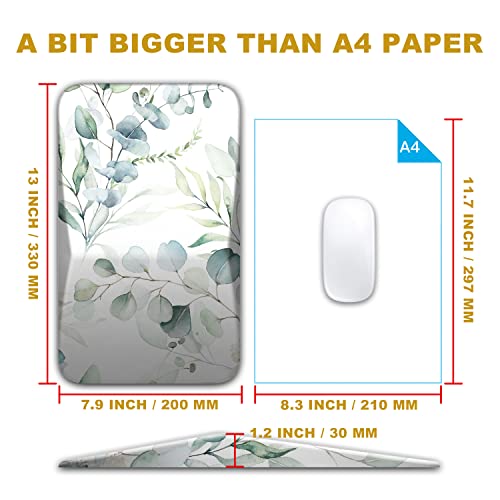 A BIT BIGGER THAN A4 PAPER
13 INCH / 330 MM
A4
11.7 INCH / 297 MM
7.9 INCH / 200 MM
8.3 INCH / 210 MM
1.2 INCH / 30 MM